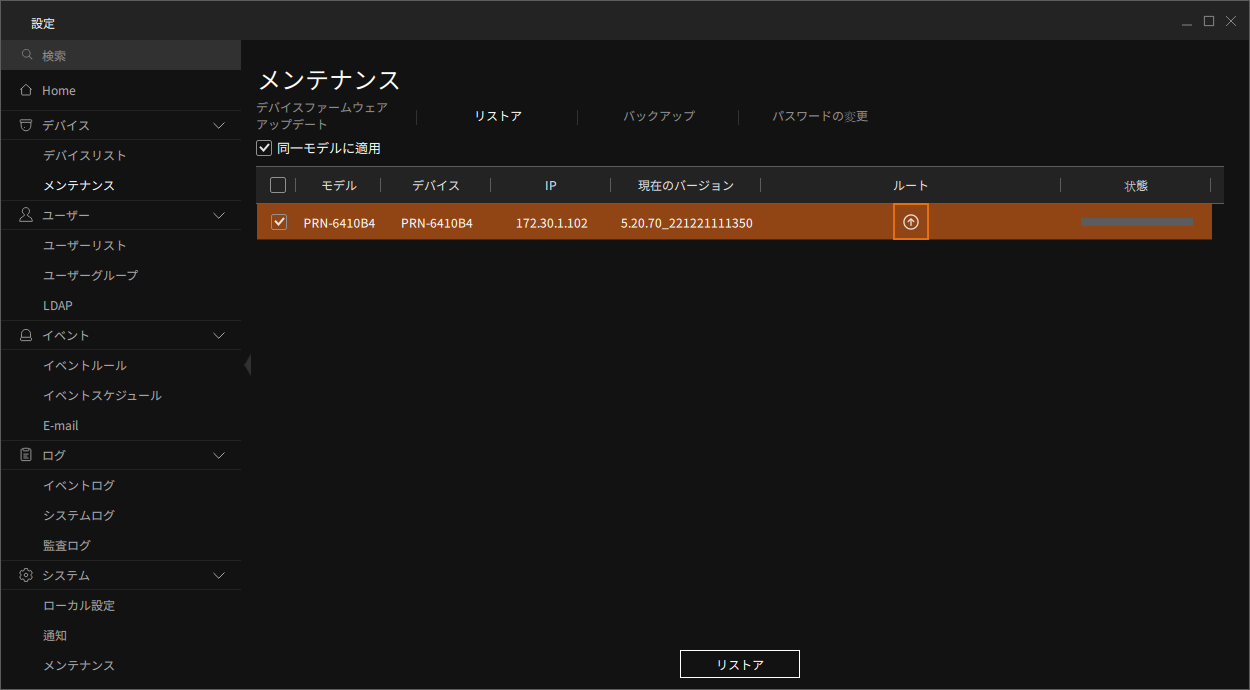 設定
検索
Home
デバイス
デバイスリスト
メンテナンス
ユーザー
ユーザーリスト
ユーザーグループ
LDAP
イベント
イベントルール
イベントスケジュール
E-mail
ログ
イベントログ
システムログ
監査ログ
システム
ローカル設定
通知
メンテナンス
メンテナンス
デバイスファームウェア
アップデート
リストア
バックアップ
パスワードの変更
同一モデルに適用
モデル デバイス IP 現在のバージョン ルート 状態
PRN-6410B4 PRN-6410B4 172.30.1.102 5.20.70_221221111350
リストア